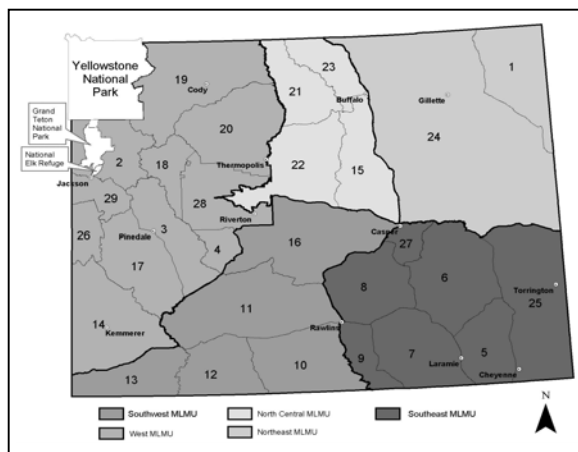 Yellowstone
National
Park
19
Cody
23
21
Buffalo
1
Gillette
Grand
Teton
National
Park
20
24
National
Elk Refuge
2
18
Thermopolis
22
15
Jackson
29
28
Riverton
26
Pinedale
3
4
16
Casper
27
17
8
6
Torrington
25
14
Kemmerer
11
Rawlins
13
12
10
9
7
Laramie
5
Cheyenne
N
Southwest MLMU
North Central MLMU
Southeast MLMU
West MLMU
Northeast MLMU